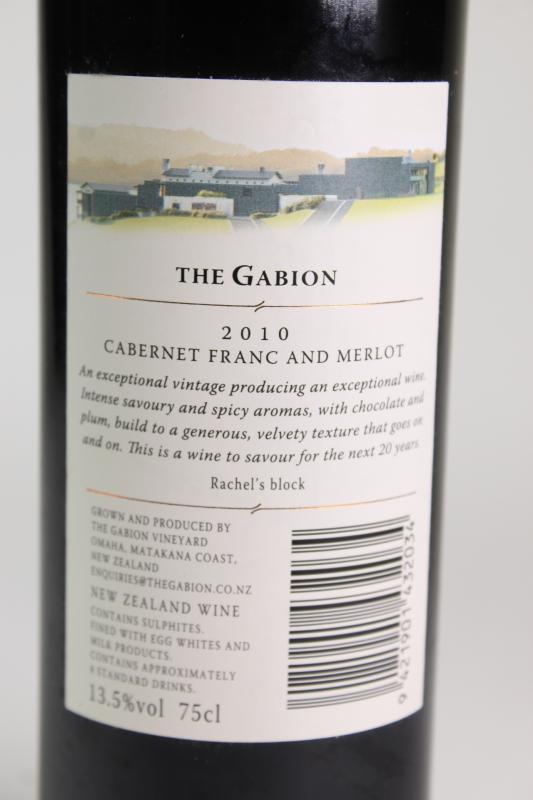 THE GABION
2010
CABERNET FRANC AND MERLOT
An exceptional vintage producing an exceptional wine.
Intense savoury and spicy aromas, with chocolate and
plum, build to a generous, velvety texture that goes on
and on. This is a wine to savour for the next 20 years.
Rachel's block
GROWN AND PRODUCED BY
THE GABION VINEYARD
OMAHA, MATAKANA COAST,
NEW ZEALAND
ENQUIRIES@THEGABION.CO.NZ
NEW ZEALAND WINE
CONTAINS SULPHITES.
FINED WITH EGG WHITES AND
MILK PRODUCTS.
CONTAINS APPROXIMATELY
8 STANDARD DRINKS.
13.5%vol 75cl
9 421901 432034